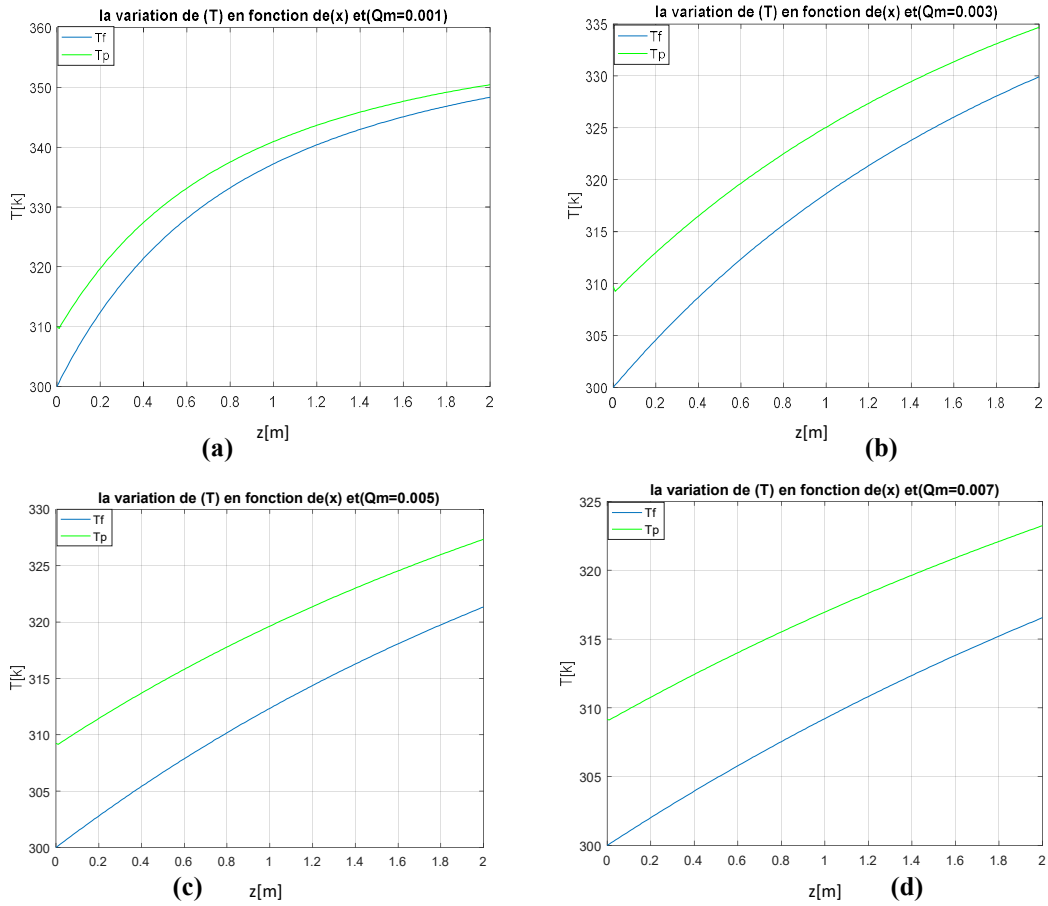 la variation de (T) en fonction de(x) et(Qm=0.001)
360
350
340
330
320
310
300
T[k]
Tf
Tp
0 0.2 0.4 0.6 0.8 1 1.2 1.4 1.6 1.8 2
z[m]
(a)
la variation de (T) en fonction de(x) et(Qm=0.003)
335
330
325
320
315
310
305
300
T[k]
Tf
Tp
0 0.2 0.4 0.6 0.8 1 1.2 1.4 1.6 1.8 2
z[m]
(b)
la variation de (T) en fonction de(x) et(Qm=0.005)
330
325
320
315
310
305
300
T[k]
Tf
Tp
0 0.2 0.4 0.6 0.8 1 1.2 1.4 1.6 1.8 2
(c) z[m]
la variation de (T) en fonction de(x) et(Qm=0.007)
325
320
315
310
305
300
T[k]
Tf
Tp
0 0.2 0.4 0.6 0.8 1 1.2 1.4 1.6 1.8 2
z[m] (d)